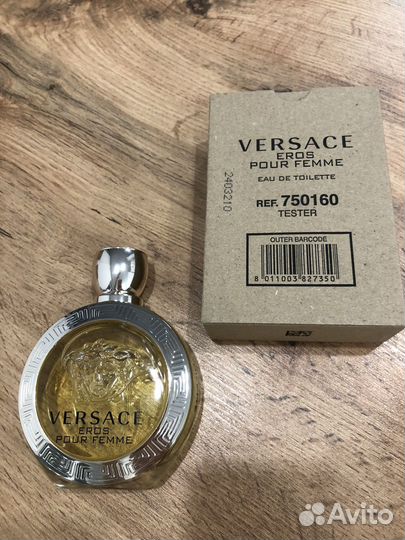 VERSACE
EROS
POUR FEMME
EAU DE TOILETTE
REF. 750160
TESTER
2403210
OUTER BARCODE
8 011003 827350
VERSACE
EROS
POUR FEMME
Avito